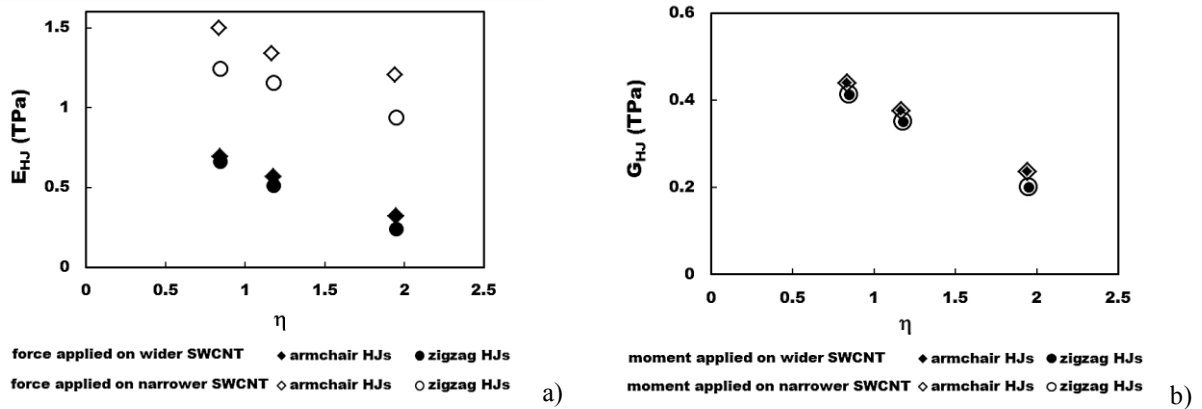 1.5
1
0.5
0
E_HJ (TPa)
0 0.5 1 1.5 2 2.5
η
force applied on wider SWCNT armchair HJs zigzag HJs
force applied on narrower SWCNT armchair HJs zigzag HJs
a)
0.6
0.4
0.2
0
G_HJ (TPa)
0 0.5 1 1.5 2 2.5
η
moment applied on wider SWCNT armchair HJs zigzag HJs
moment applied on narrower SWCNT armchair HJs zigzag HJs
b)